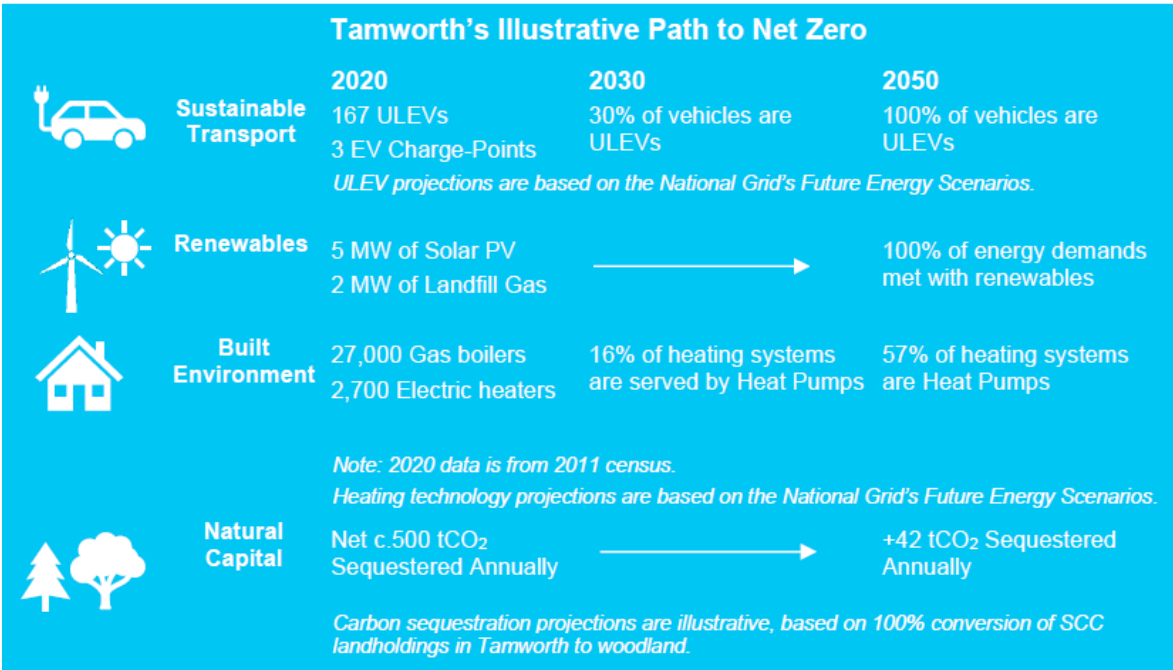 Tamworth's Illustrative Path to Net Zero
2020
2030
2050
Sustainable
Transport
167 ULEVs
3 EV Charge-Points
30% of vehicles are
ULEVs
100% of vehicles are
ULEVs
ULEV projections are based on the National Grid's Future Energy Scenarios.
Renewables
5 MW of Solar PV
2 MW of Landfill Gas
100% of energy demands
met with renewables
Built
Environment
27,000 Gas boilers
2,700 Electric heaters
16% of heating systems
are served by Heat Pumps
57% of heating systems
are Heat Pumps
Note: 2020 data is from 2011 census.
Heating technology projections are based on the National Grid's Future Energy Scenarios.
Natural
Capital
Net c.500 tCO₂
Sequestered Annually
+42 tCO₂ Sequestered
Annually
Carbon sequestration projections are illustrative, based on 100% conversion of SCC
landholdings in Tamworth to woodland.